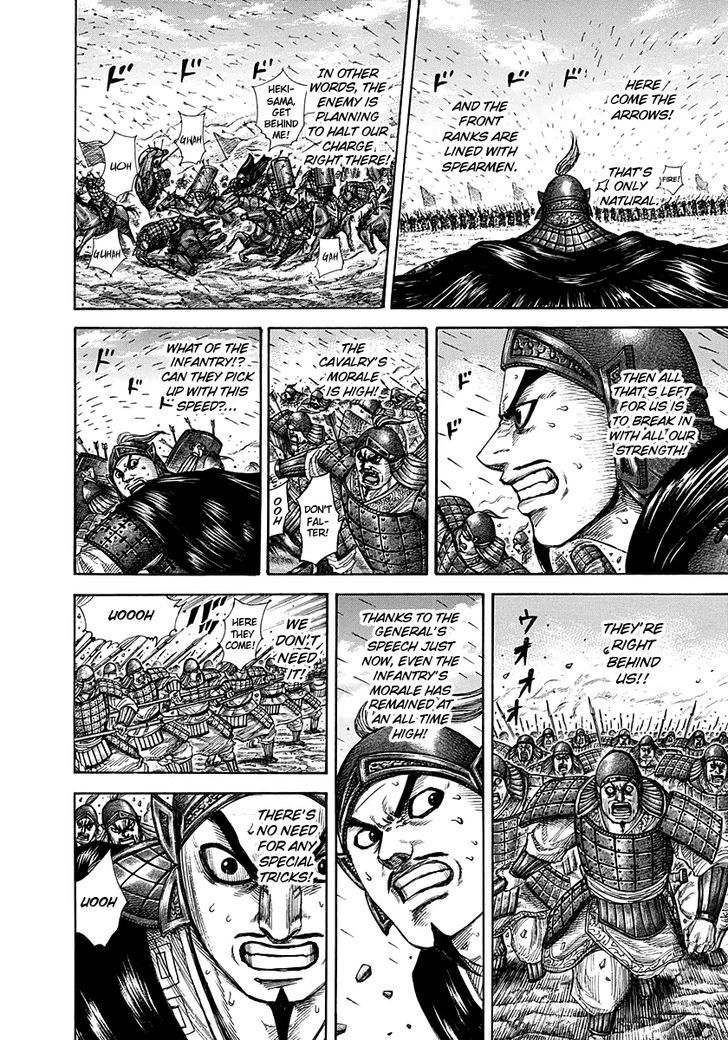 HERE
COME THE
ARROWS!
THAT'S
ONLY
NATURAL.
FIRE!
AND THE
FRONT
RANKS ARE
LINED WITH
SPEARMEN.
ド
ド
IN OTHER
WORDS, THE
ENEMY IS
PLANNING
TO HALT OUR
CHARGE,
RIGHT THERE!
HEKI-
SAMA,
GET
BEHIND
ME!
ド
ド
GWAH
UOH
GUHAH
GAH
THEN ALL
THAT'S LEFT
FOR US IS
TO BREAK IN
WITH ALL OUR
STRENGTH!
ド
ド
THE
CAVALRY'S
MORALE
IS HIGH!
DON'T
FAL-
TER!
OOH
WHAT OF THE
INFANTRY!?
CAN THEY PICK
UP WITH THIS
SPEED?...
ド
ド
THEY'RE
RIGHT
BEHIND
US!!
ウオオオ
THANKS TO THE
GENERAL'S
SPEECH JUST
NOW, EVEN THE
INFANTRY'S
MORALE HAS
REMAINED AT
AN ALL TIME
HIGH!
WE
DON'T
NEED
IT!
HERE
THEY
COME!
UOOOH
THERE'S
NO NEED
FOR ANY
SPECIAL
TRICKS!
UOOH